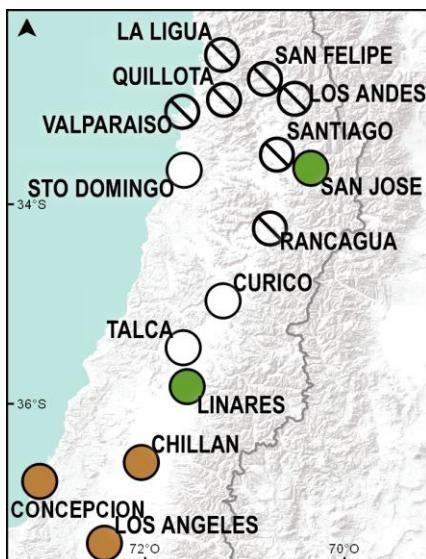 LA LIGUA
SAN FELIPE
QUILLOTA
LOS ANDES
VALPARAISO
SANTIAGO
STO DOMINGO
SAN JOSE
34°S
RANCAGUA
CURICO
TALCA
36°S
LINARES
CHILLAN
CONCEPCION
LOS ANGELES
72°W
70°W